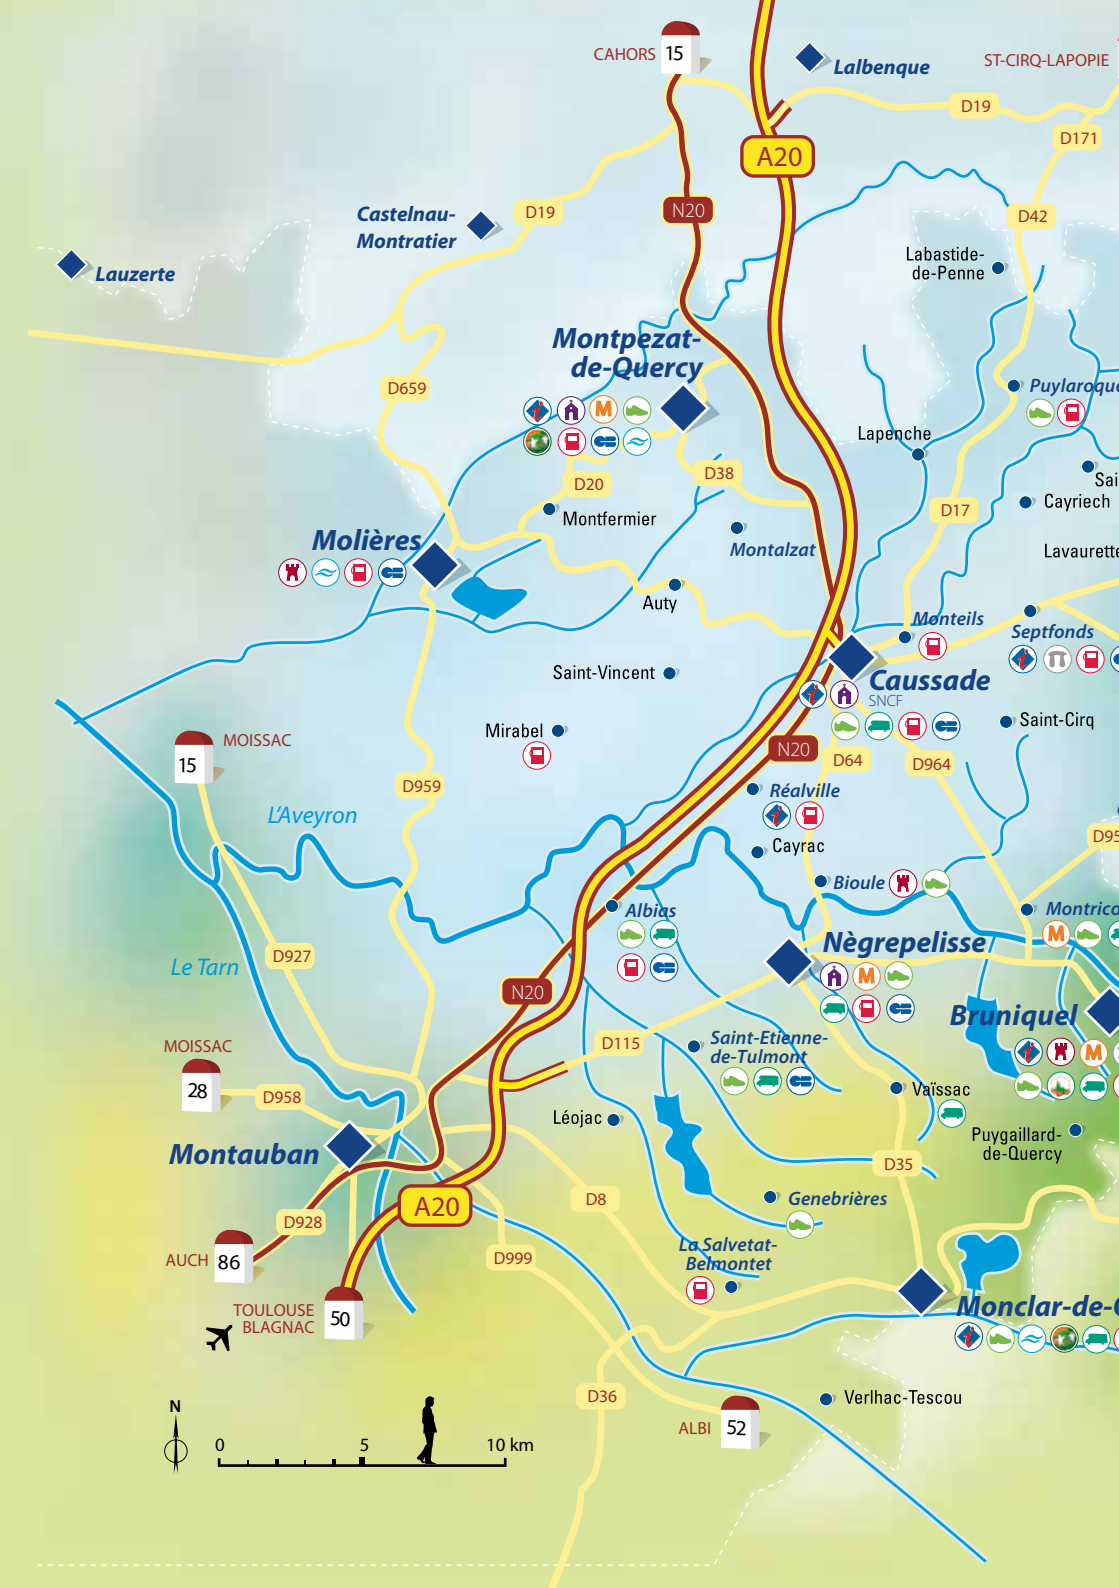 CAHORS
15
Lalbenque
ST-CIRQ-LAPOPIE
D19
D171
A20
Castelnau-
Montratier
D19
N20
D42
Lauzerte
Labastide-
de-Penne
Montpezat-
de-Quercy
D659
M
Puylaroque
Lapenche
D38
D20
Sai
Cayriech
D17
Montfermier
Molières
Montalzat
Lavaurette
Auty
Monteils
Septfonds
Saint-Vincent
Caussade
SNCF
Saint-Cirq
Mirabel
MOISSAC
15
N20
D64
D964
D959
Réalville
L'Aveyron
D95
Cayrac
Bioule
Albias
Montrico
M
Nègrepelisse
Le Tarn
D927
M
N20
Bruniquel
D115
Saint-Etienne-
de-Tulmont
M
MOISSAC
28
D958
Vaïssac
Léojac
Puygaillard-
de-Quercy
Montauban
D35
A20
D8
Genebrières
D928
AUCH
86
D999
La Salvetat-
Belmontet
TOULOUSE
BLAGNAC
50
Monclar-de-Q
D36
Verlhac-Tescou
ALBI
52
N
0
5
10 km